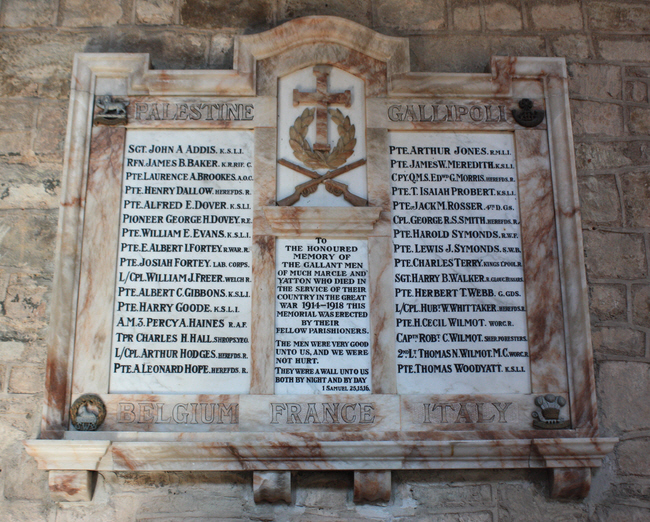 PALESTINE
GALLIPOLI
SGT. JOHN A ADDIS. K.S.L.I.
RFN. JAMES B. BAKER. K.R.RIF. C.
PTE. LAURENCE A. BROOKES. A.O.C.
PTE. HENRY DALLOW. HEREFDS. R.
PTE. ALFRED E. DOVER. K.S.L.I.
PIONEER GEORGE H. DOVEY. R.E.
PTE. WILLIAM E. EVANS. K.S.L.I.
PTE. E. ALBERT I. FORTEY. R.WAR. R.
PTE. JOSIAH FORTEY. LAB. CORPS.
L/CPL. WILLIAM J. FREER. WELCH R.
PTE. ALBERT C. GIBBONS. K.S.L.I.
PTE. HARRY GOODE. K.S.L.I.
A.M.3. PERCY A. HAINES R.A.F.
TPR CHARLES H. HALL. SHROPS. YEO.
L/CPL. ARTHUR HODGES. HEREFDS. R.
PTE. A. LEONARD HOPE. HEREFDS. R.
TO
THE HONOURED
MEMORY OF
THE GALLANT MEN
OF MUCH MARCLE AND
YATTON WHO DIED IN
THE SERVICE OF THEIR
COUNTRY IN THE GREAT
WAR 1914-1918 THIS
MEMORIAL WAS ERECTED
BY THEIR
FELLOW PARISHIONERS.
THE MEN WERE VERY GOOD
UNTO US, AND WE WERE
NOT HURT.
THEY WERE A WALL UNTO US
BOTH BY NIGHT AND BY DAY
1 SAMUEL 25,15,16.
PTE. ARTHUR JONES. R.M.L.I.
PTE. JAMES W. MEREDITH. K.S.L.I.
CPY. Q.M.S. EDWD. G. MORRIS. HEREFDS. R.
PTE. T. ISAIAH PROBERT. K.S.L.I.
PTE. JACK M. ROSSER. 4TH D. GS.
CPL. GEORGE R.S. SMITH. HEREFDS. R.
PTE. HAROLD SYMONDS. R.W.F.
PTE. LEWIS J. SYMONDS. S.W.B.
PTE. CHARLES TERRY. KINGS L'POOL. R.
SGT. HARRY B. WALKER. R. GLOUC. HUSSARS.
PTE. HERBERT T. WEBB. G. GDS.
L/CPL. HUBT. W. WHITTAKER. HEREFDS. R.
PTE. H. CECIL WILMOT. WORC. R.
CAPTN. ROBT. C. WILMOT. SHER. FORESTERS.
2ND LT. THOMAS N. WILMOT. M.C. WORC. R.
PTE. THOMAS WOODYATT. K.S.L.I.
BELGIUM
FRANCE
ITALY